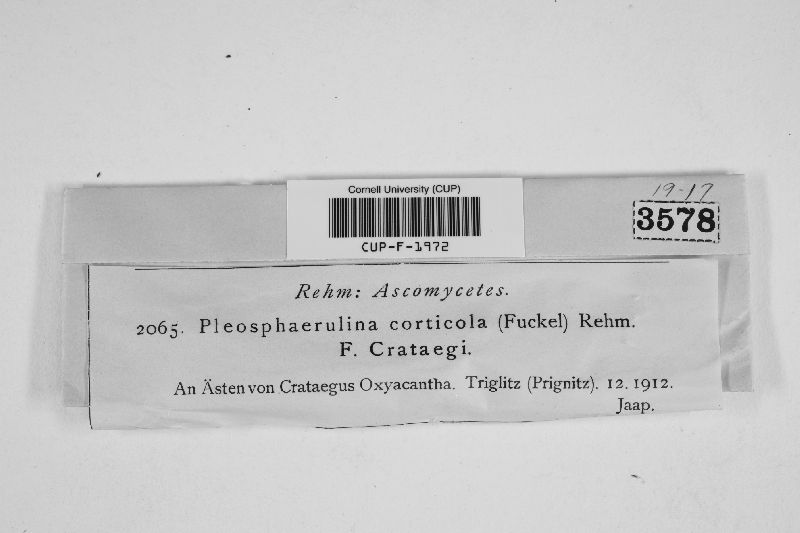 Cornell University (CUP)
CUP-F-1972
19-17
3578
Rehm: Ascomycetes.
2065. Pleosphaerulina corticola (Fuckel) Rehm.
F. Crataegi.
An Ästen von Crataegus Oxyacantha. Triglitz (Prignitz). 12. 1912.
Jaap.